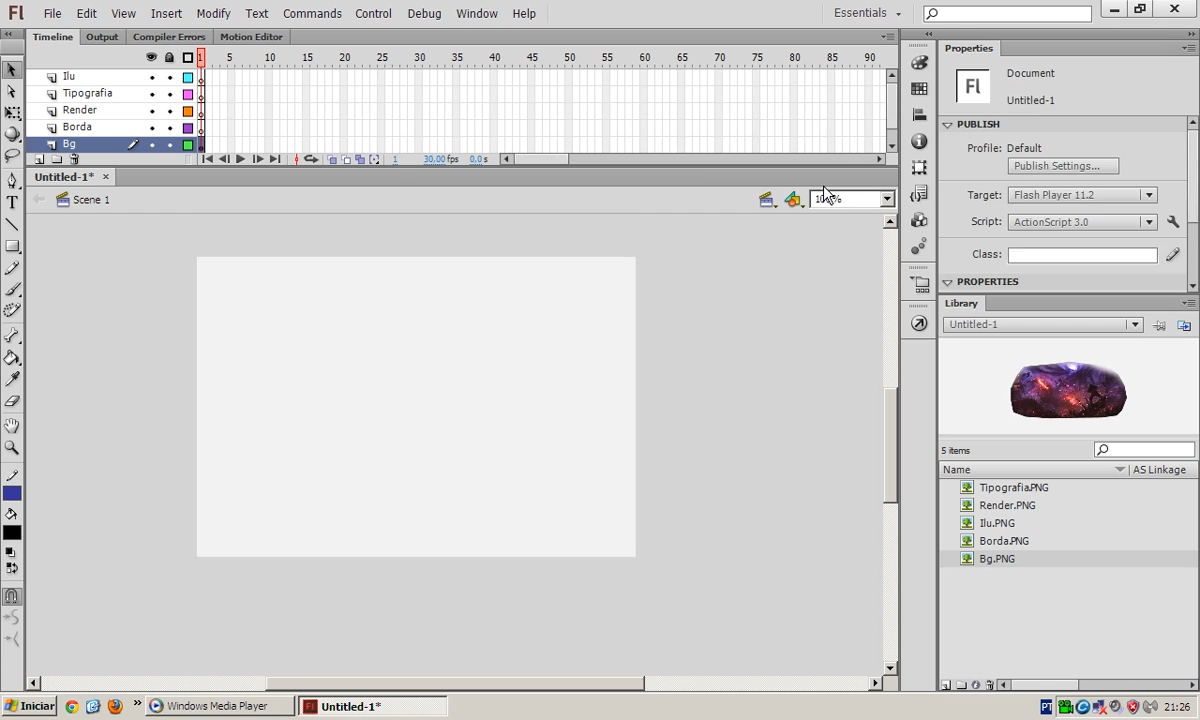 Fl File Edit View Insert Modify Text Commands Control Debug Window Help Essentials
Timeline Output Compiler Errors Motion Editor Properties
1 5 10 15 20 25 30 35 40 45 50 55 60 65 70 75 80 85 90
Ilu
Tipografia
Render
Borda
Bg
1 30,00 fps 0,0 s
Fl Document
Untitled-1
PUBLISH
Profile: Default
Publish Settings...
Target: Flash Player 11.2
Script: ActionScript 3.0
Class:
PROPERTIES
Untitled-1* ×
Scene 1
Library
Untitled-1
5 items
Name AS Linkage
Tipografia.PNG
Render.PNG
Ilu.PNG
Borda.PNG
Bg.PNG
Iniciar » Windows Media Player Fl Untitled-1* PT 21:26